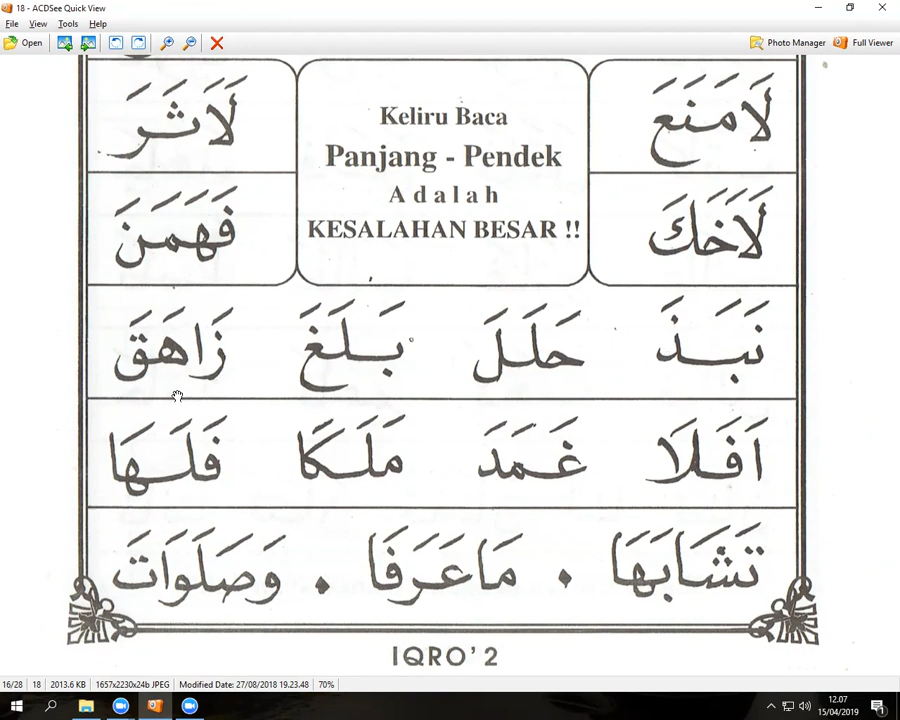 18 - ACDSee Quick View
File View Tools Help
Open Photo Manager Full Viewer
لَامَنَعَ
لَاثَرَ
Keliru Baca
Panjang - Pendek
Adalah
KESALAHAN BESAR !!
لَاخَكَ
فَهَمَنَ
نَبَذَ حَلَلَ بَلَغَ زَاهَقَ
اَفَلَا غَمَدَ مَلَكَا فَلَهَا
تَشَابَهَا • مَاعَرَفَا • وَصَلَوَاتَ
IQRO' 2
16/28 18 2013.6 KB 1657x2230x24b JPEG Modified Date: 27/08/2018 19.23.48 70%
12.07
15/04/2019
1